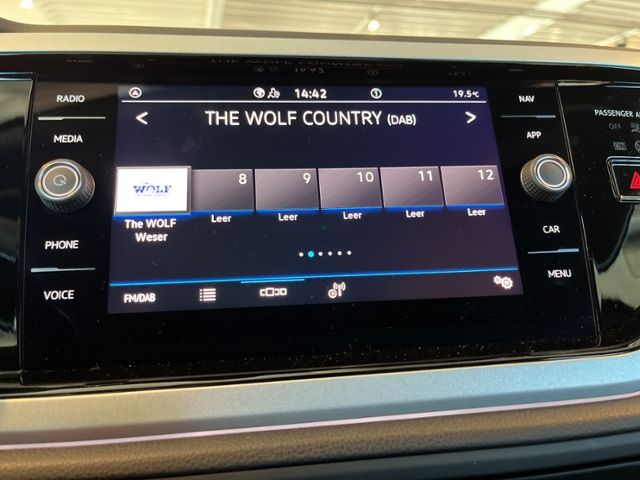 RADIO
MEDIA
PHONE
VOICE
14:42
19.5°C
THE WOLF COUNTRY (DAB)
WOLF
8
9
10
11
12
The WOLF
Weser
Leer
Leer
Leer
Leer
Leer
FM/DAB
NAV
APP
CAR
MENU
PASSENGER A
OFF
ON